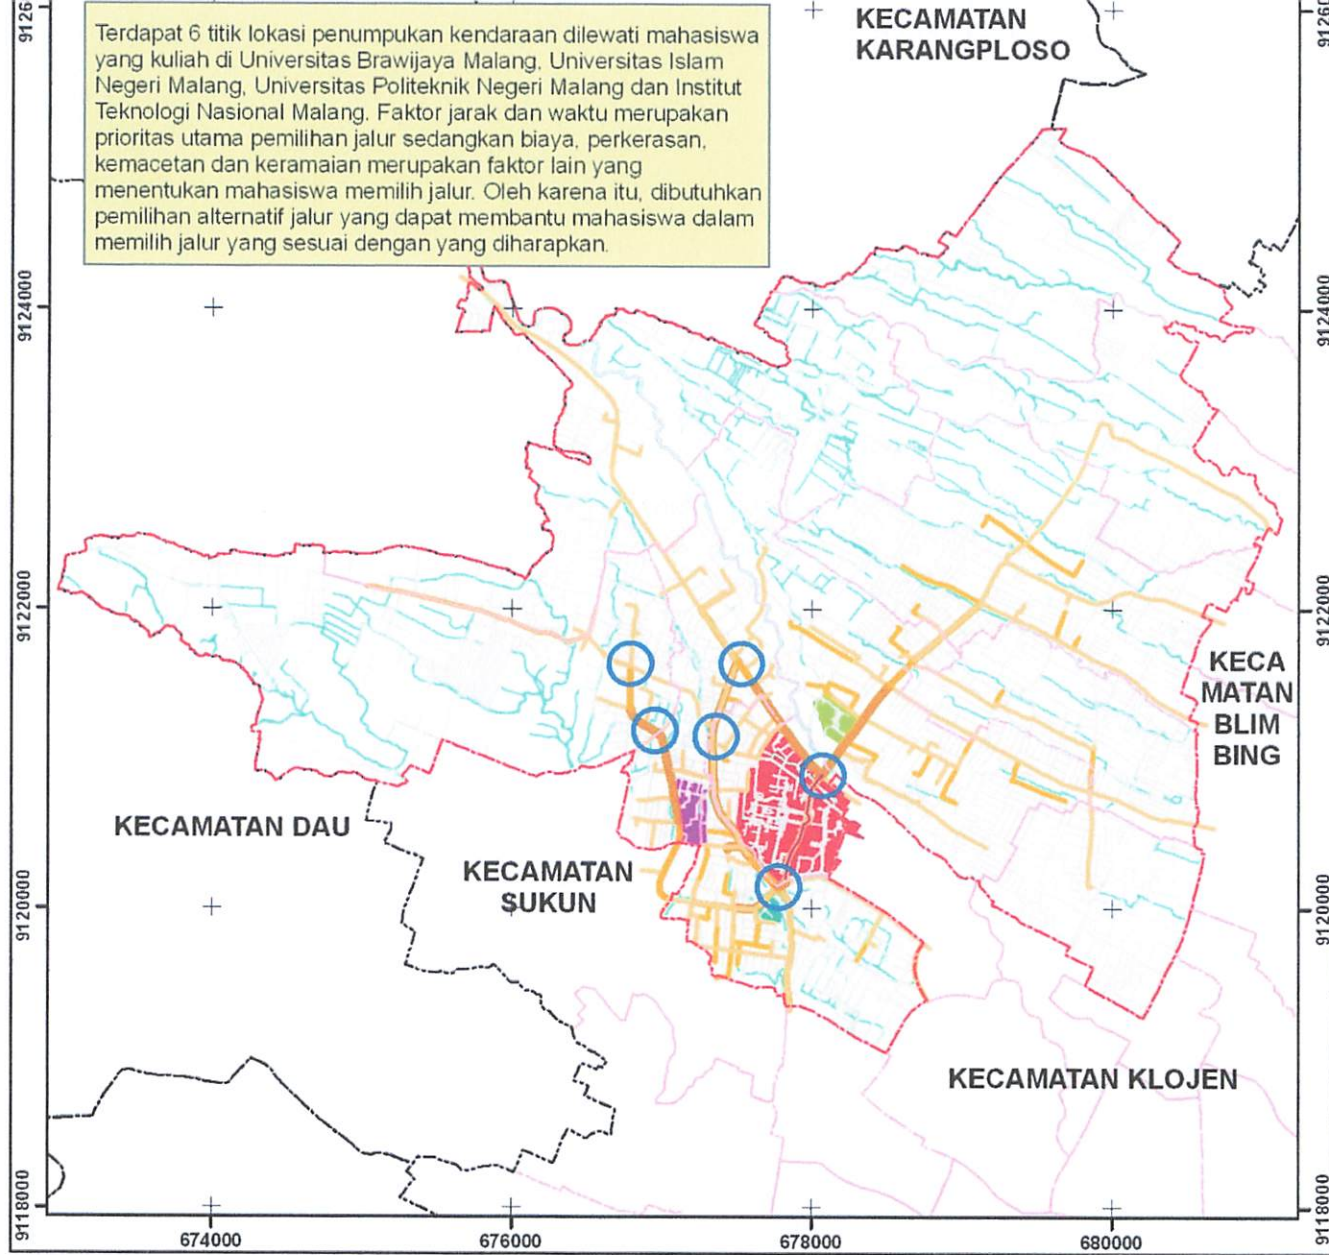 Terdapat 6 titik lokasi penumpukan kendaraan dilewati mahasiswa
yang kuliah di Universitas Brawijaya Malang, Universitas Islam
Negeri Malang, Universitas Politeknik Negeri Malang dan Institut
Teknologi Nasional Malang. Faktor jarak dan waktu merupakan
prioritas utama pemilihan jalur sedangkan biaya, perkerasan,
kemacetan dan keramaian merupakan faktor lain yang
menentukan mahasiswa memilih jalur. Oleh karena itu, dibutuhkan
pemilihan alternatif jalur yang dapat membantu mahasiswa dalam
memilih jalur yang sesuai dengan yang diharapkan.
KECAMATAN
KARANGPLOSO
9124000
9124000
9122000
9122000
KECA
MATAN
BLIM
BING
KECAMATAN DAU
KECAMATAN
SUKUN
9120000
9120000
KECAMATAN KLOJEN
9118000
9118000
674000
676000
678000
680000